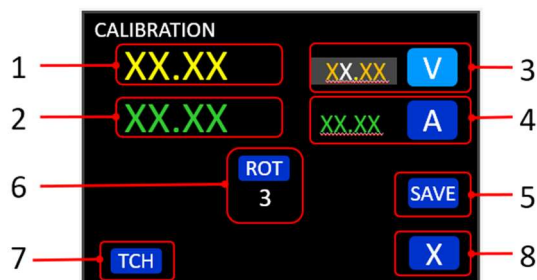 CALIBRATION
1 XX.XX XX.XX V 3
2 XX.XX XX.XX A 4
6 ROT
3
SAVE 5
7 TCH X 8